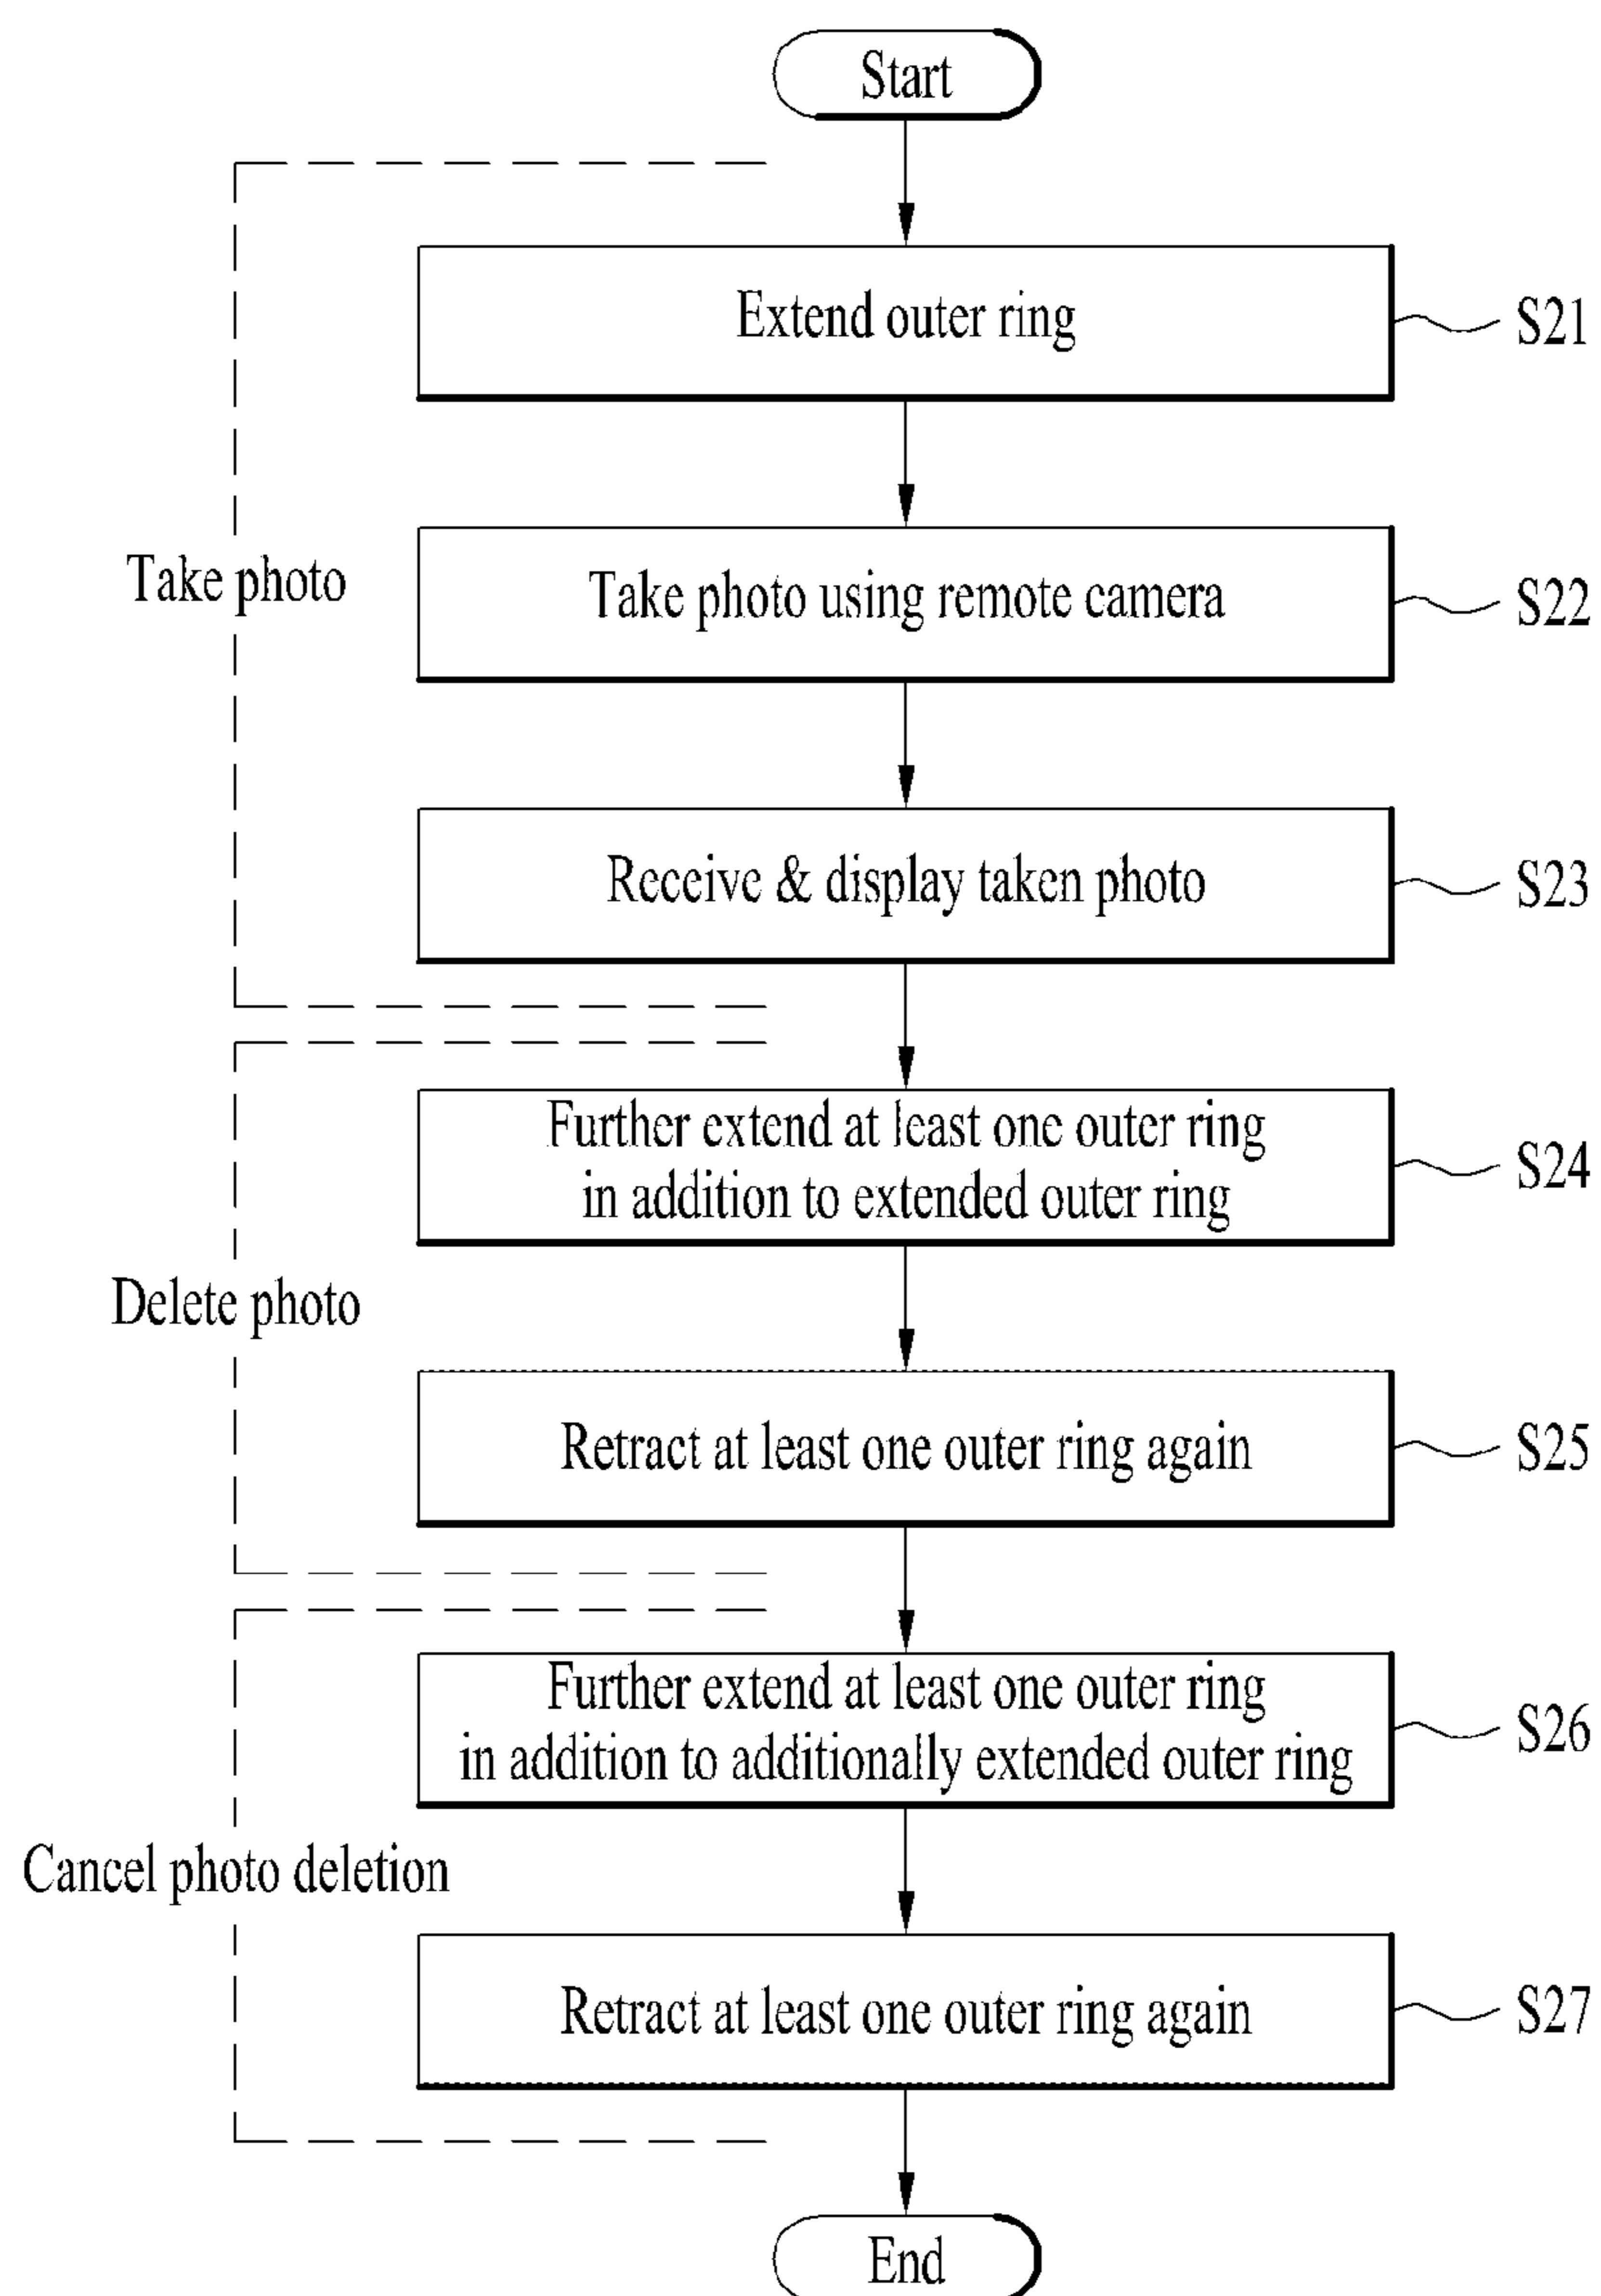 Start
Extend outer ring
S21
Take photo
Take photo using remote camera
S22
Receive & display taken photo
S23
Further extend at least one outer ring
in addition to extended outer ring
S24
Delete photo
Retract at least one outer ring again
S25
Further extend at least one outer ring
in addition to additionally extended outer ring
S26
Cancel photo deletion
Retract at least one outer ring again
S27
End